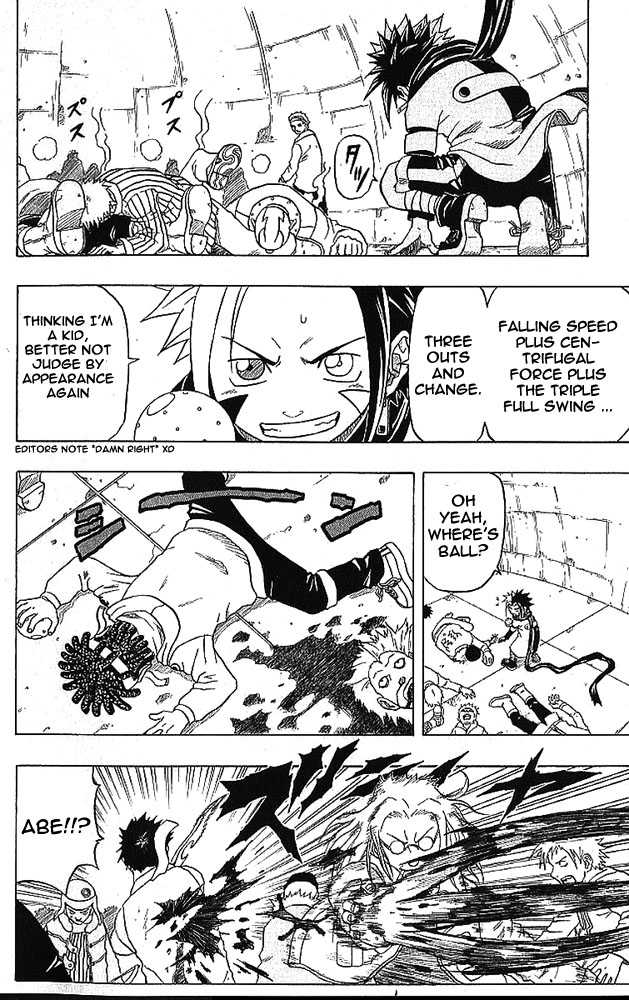 プス
プス
ダッ
FALLING SPEED
PLUS CEN-
TRIFUGAL
FORCE PLUS
THE TRIPLE
FULL SWING ...
THREE
OUTS
AND
CHANGE.
THINKING I'M
A KID,
BETTER NOT
JUDGE BY
APPEARANCE
AGAIN
EDITORS NOTE "DAMN RIGHT" XD
OH
YEAH,
WHERE'S
BALL?
ABE!!?